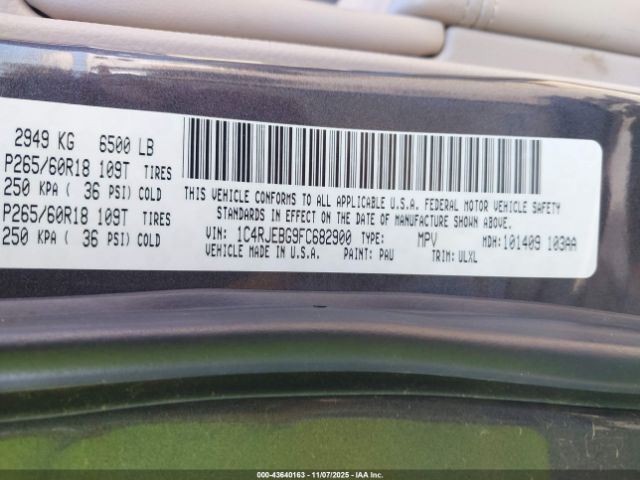 2949 KG 6500 LB
P265/60R18 109T TIRES
250 KPA ( 36 PSI) COLD
P265/60R18 109T TIRES
250 KPA ( 36 PSI) COLD
THIS VEHICLE CONFORMS TO ALL APPLICABLE U.S.A. FEDERAL MOTOR VEHICLE SAFETY
STANDARDS IN EFFECT ON THE DATE OF MANUFACTURE SHOWN ABOVE.
VIN: 1C4RJEBG9FC682900 TYPE: MPV MDH: 101409 103AA
VEHICLE MADE IN U.S.A. PAINT: PAU TRIM: ULXL
000-43640163 - 11/07/2025 - IAA Inc.